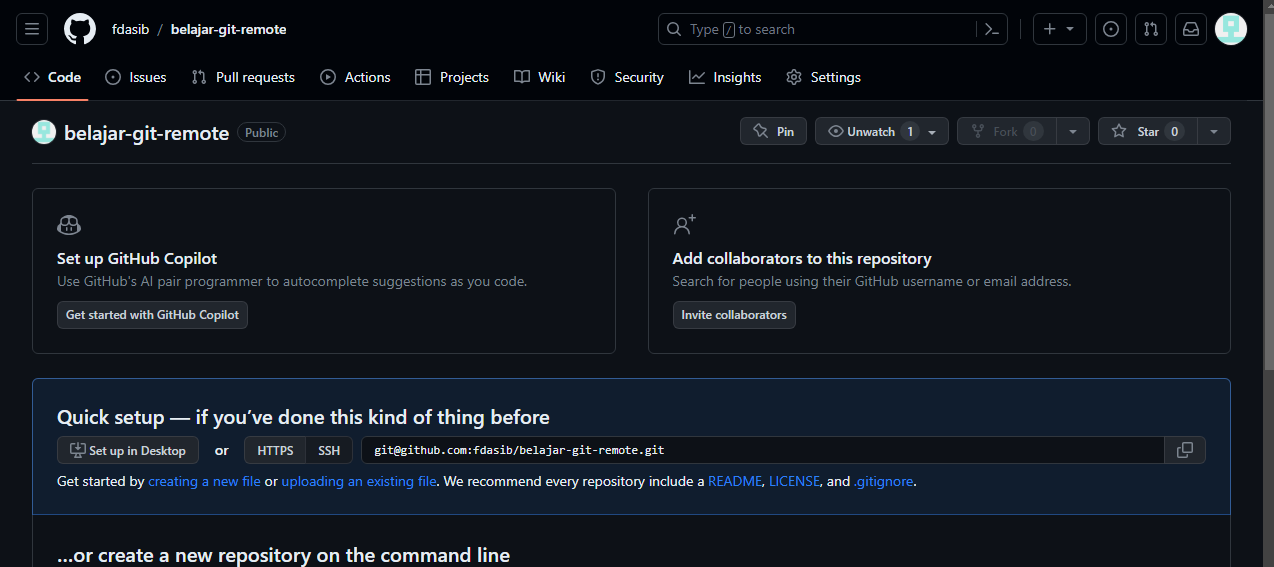 fdasib / belajar-git-remote
Type / to search
Code Issues Pull requests Actions Projects Wiki Security Insights Settings
belajar-git-remote Public
Pin Unwatch 1 Fork 0 Star 0
Set up GitHub Copilot
Use GitHub's AI pair programmer to autocomplete suggestions as you code.
Get started with GitHub Copilot
Add collaborators to this repository
Search for people using their GitHub username or email address.
Invite collaborators
Quick setup — if you've done this kind of thing before
Set up in Desktop or HTTPS SSH git@github.com:fdasib/belajar-git-remote.git
Get started by creating a new file or uploading an existing file. We recommend every repository include a README, LICENSE, and .gitignore.
...or create a new repository on the command line